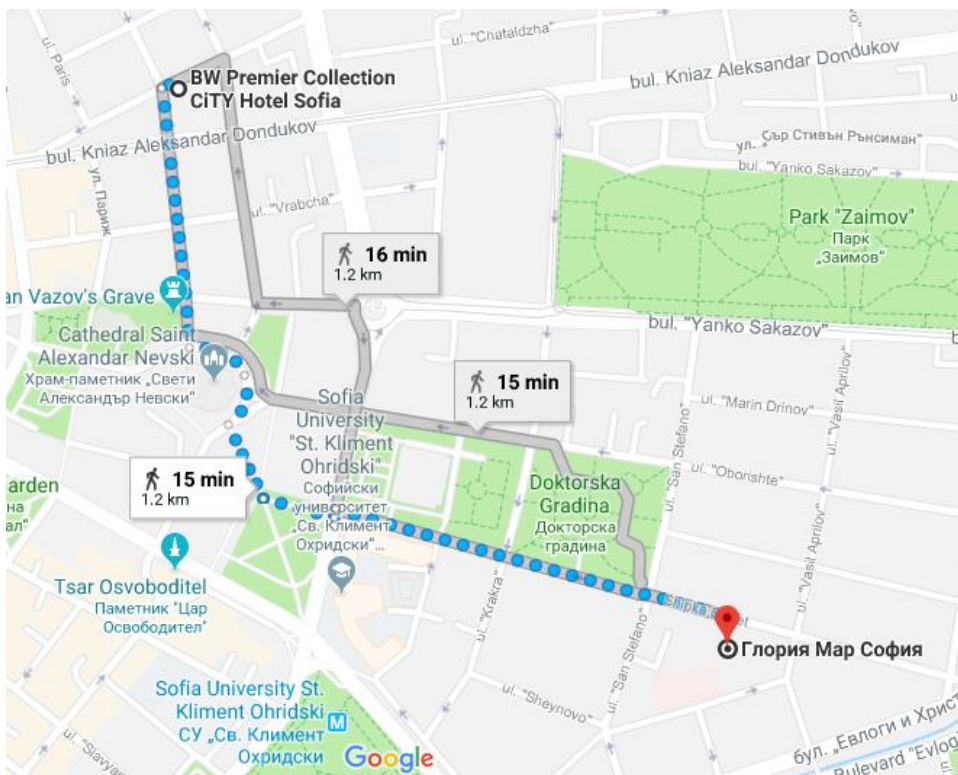 ul. "Chataldzha"
ul. "Paris"
bul. Kniaz Aleksandar Dondukov
BW Premier Collection
CiTY Hotel Sofia
bul. Kniaz Aleksandar Dondukov
ул. „Сър Стивън Рънсиман"
bul. "Yanko Sakazov"
ул. Париж
ul. "Vrabcha"
Park "Zaimov"
Парк
„Заимов"
16 min
1.2 km
an Vazov's Grave
bul. "Yanko Sakazov"
Cathedral Saint
Alexandar Nevski
Храм-паметник „Свети
Александър Невски"
15 min
1.2 km
ul. "Marin Drinov"
ul. "Vasil Aprilov"
Sofia
University
"St. Kliment
Ohridski"
Софийски
университет
„Св. Климент
Охридски"...
ul. "San Stefano"
ul. "Oborishte"
15 min
1.2 km
Garden
на
ал"
Doktorska
Gradina
Докторска
градина
Tsar Osvoboditel
Паметник "Цар
Освободител"
ul. "Krakra"
ul. "San Stefano"
ul. "Vasil Aprilov"
Shipka Street
Глория Мар София
ul. "Sheynovo"
Sofia University St.
Kliment Ohridski
СУ „Св. Климент
Охридски
M
Google
бул. „Евлоги и Христ
Bulevard "Evlog